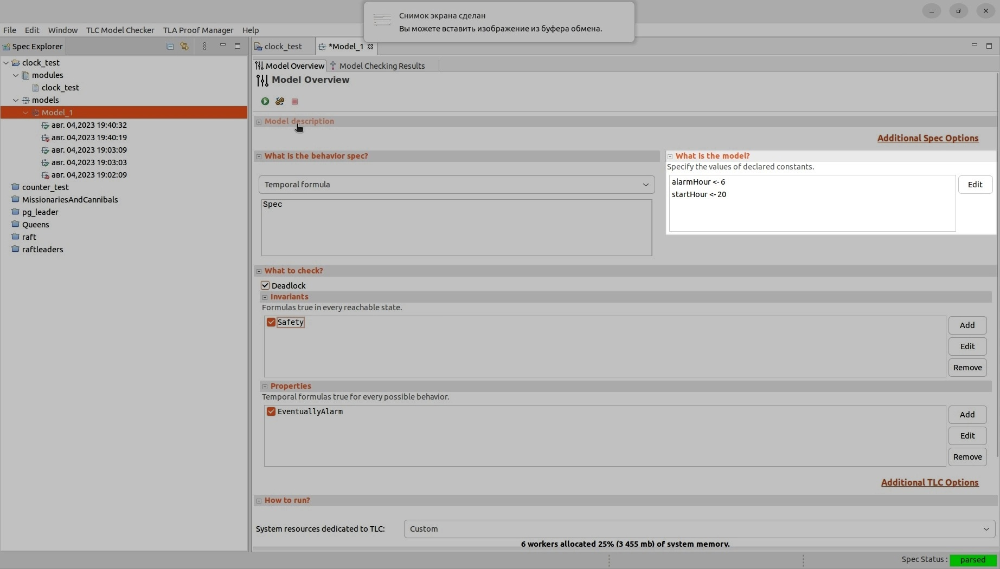 Снимок экрана сделан
Вы можете вставить изображение из буфера обмена.
File Edit Window TLC Model Checker TLA Proof Manager Help
Spec Explorer
clock_test
modules
clock_test
models
Model_1
авг. 04,2023 19:40:32
авг. 04,2023 19:40:19
авг. 04,2023 19:03:09
авг. 04,2023 19:03:03
авг. 04,2023 19:02:09
counter_test
MissionariesAndCannibals
pg_leader
Queens
raft
raftleaders
clock_test *Model_1
Model Overview Model Checking Results
Model Overview
Model description
Additional Spec Options
What is the behavior spec?
Temporal formula
Spec
What is the model?
Specify the values of declared constants.
alarmHour <- 6
startHour <- 20
Edit
What to check?
Deadlock
Invariants
Formulas true in every reachable state.
Safety
Add
Edit
Remove
Properties
Temporal formulas true for every possible behavior.
EventuallyAlarm
Add
Edit
Remove
Additional TLC Options
How to run?
System resources dedicated to TLC: Custom
6 workers allocated 25% (3 455 mb) of system memory.
Spec Status : parsed